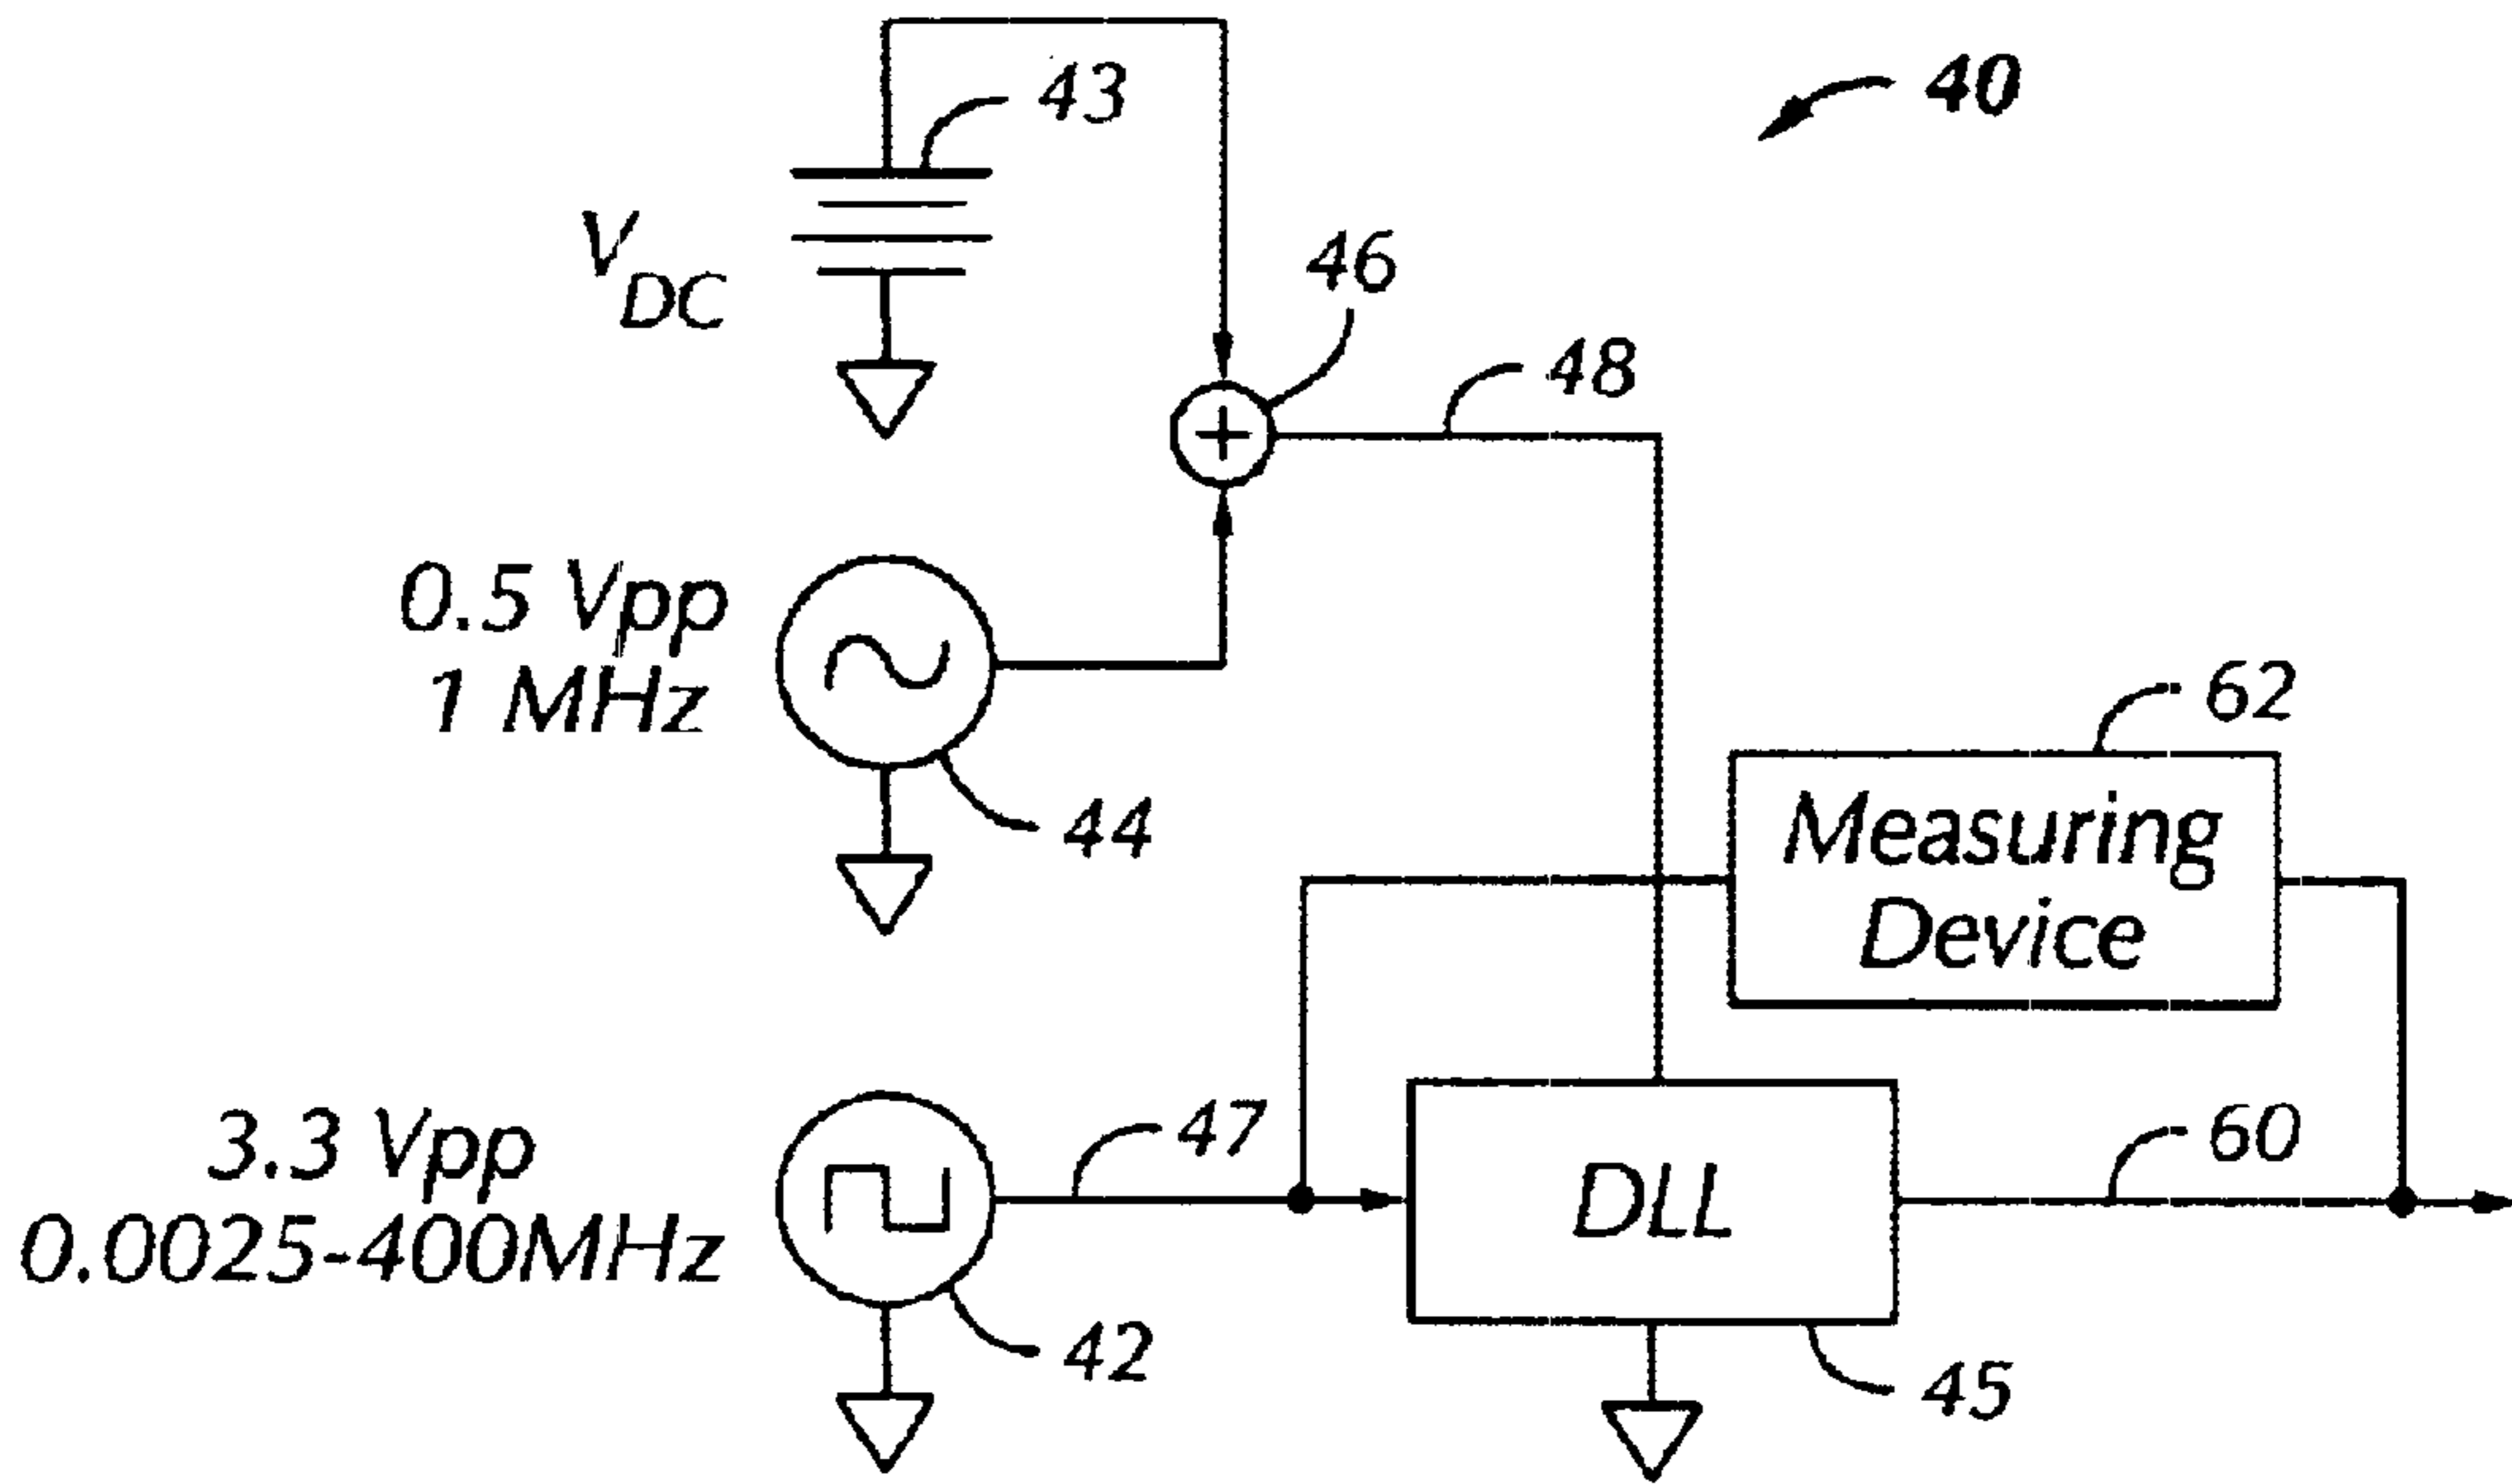 43
40
V
DC
46
48
0.5 Vpp
1 MHz
62
44
Measuring
Device
3.3 Vpp
0.0025-400MHz
47
60
DLL
42
45